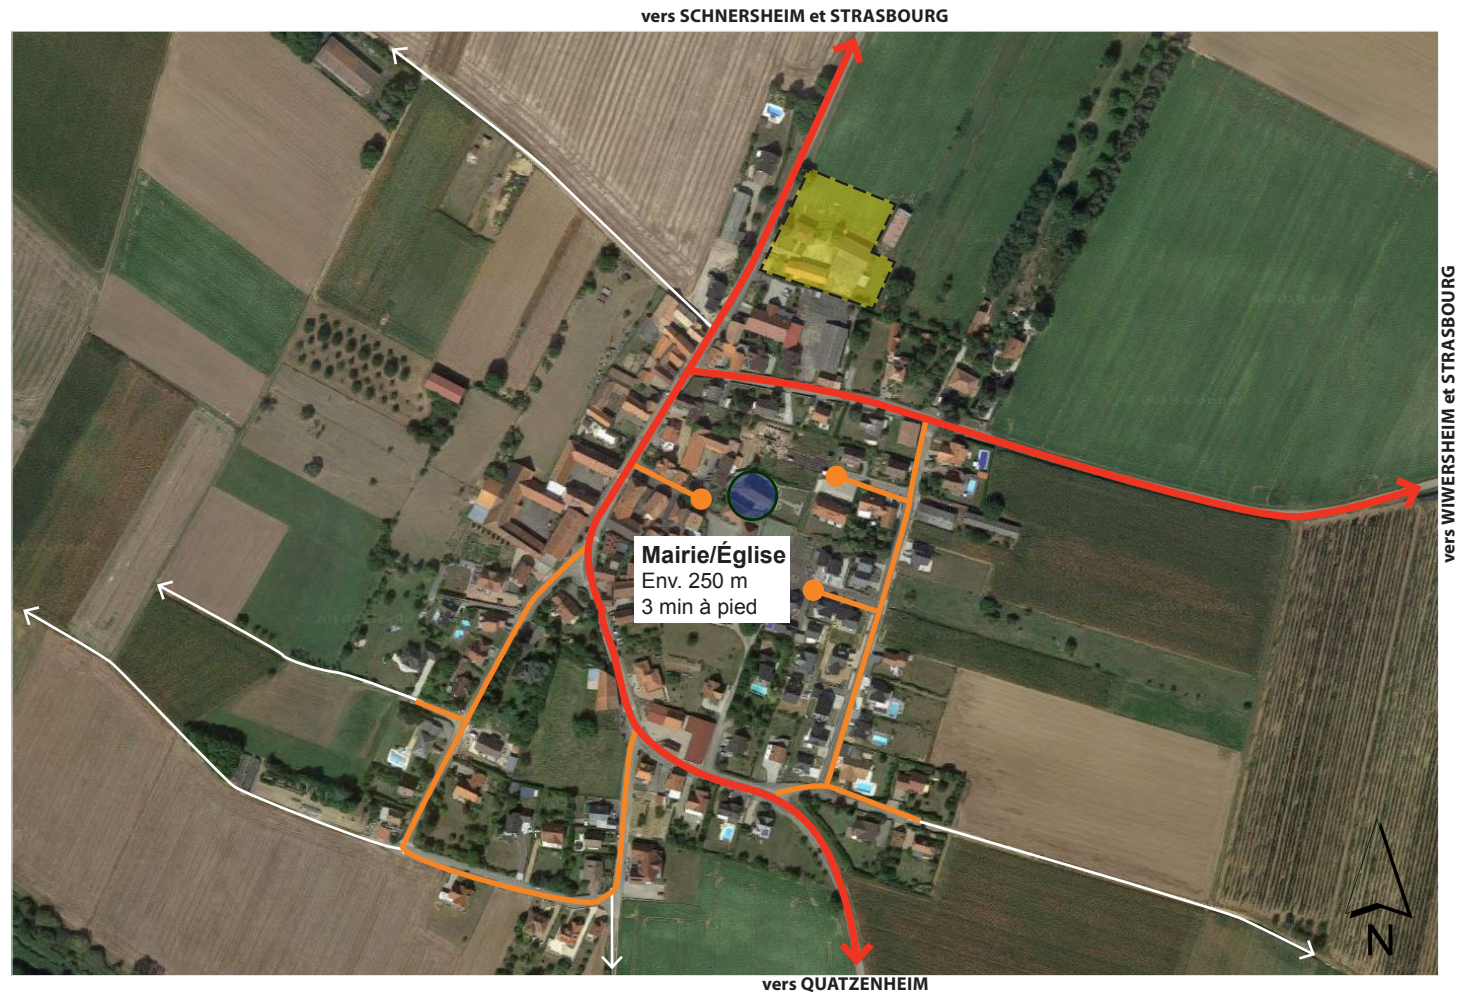 vers SCHNERSHEIM et STRASBOURG
vers WIWERSHEIM et STRASBOURG
Mairie/Église
Env. 250 m
3 min à pied
N
vers QUATZENHEIM